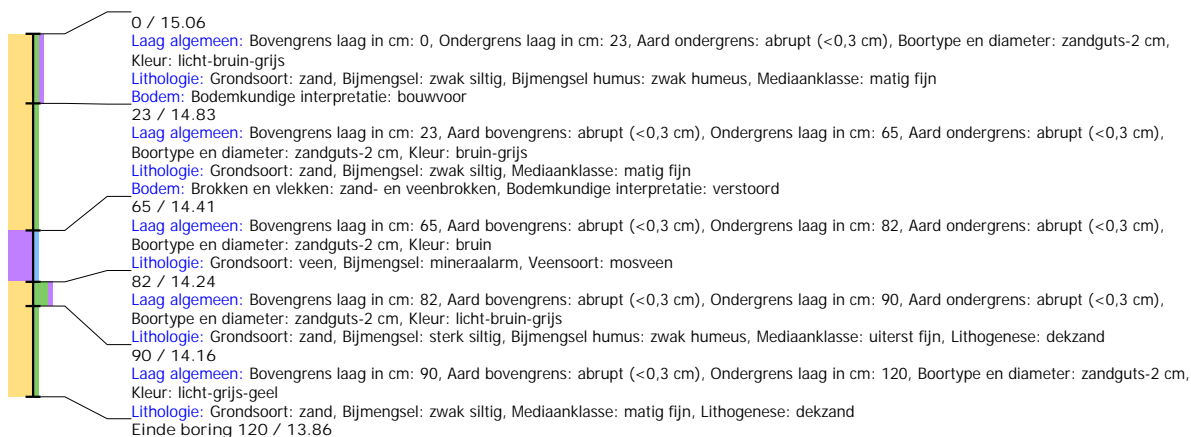 0 / 15.06
Laag algemeen: Bovengrens laag in cm: 0, Ondergrens laag in cm: 23, Aard ondergrens: abrupt (<0,3 cm), Boortype en diameter: zandguts-2 cm,
Kleur: licht-bruin-grijs
Lithologie: Grondsoort: zand, Bijmengsel: zwak siltig, Bijmengsel humus: zwak humeus, Mediaanklasse: matig fijn
Bodem: Bodemkundige interpretatie: bouwvoor
23 / 14.83
Laag algemeen: Bovengrens laag in cm: 23, Aard bovengrens: abrupt (<0,3 cm), Ondergrens laag in cm: 65, Aard ondergrens: abrupt (<0,3 cm),
Boortype en diameter: zandguts-2 cm, Kleur: bruin-grijs
Lithologie: Grondsoort: zand, Bijmengsel: zwak siltig, Mediaanklasse: matig fijn
Bodem: Brokken en vlekken: zand- en veenbrokken, Bodemkundige interpretatie: verstoord
65 / 14.41
Laag algemeen: Bovengrens laag in cm: 65, Aard bovengrens: abrupt (<0,3 cm), Ondergrens laag in cm: 82, Aard ondergrens: abrupt (<0,3 cm),
Boortype en diameter: zandguts-2 cm, Kleur: bruin
Lithologie: Grondsoort: veen, Bijmengsel: mineraalarm, Veensoort: mosveen
82 / 14.24
Laag algemeen: Bovengrens laag in cm: 82, Aard bovengrens: abrupt (<0,3 cm), Ondergrens laag in cm: 90, Aard ondergrens: abrupt (<0,3 cm),
Boortype en diameter: zandguts-2 cm, Kleur: licht-bruin-grijs
Lithologie: Grondsoort: zand, Bijmengsel: sterk siltig, Bijmengsel humus: zwak humeus, Mediaanklasse: uiterst fijn, Lithogenese: dekzand
90 / 14.16
Laag algemeen: Bovengrens laag in cm: 90, Aard bovengrens: abrupt (<0,3 cm), Ondergrens laag in cm: 120, Boortype en diameter: zandguts-2 cm,
Kleur: licht-grijs-geel
Lithologie: Grondsoort: zand, Bijmengsel: zwak siltig, Mediaanklasse: matig fijn, Lithogenese: dekzand
Einde boring 120 / 13.86